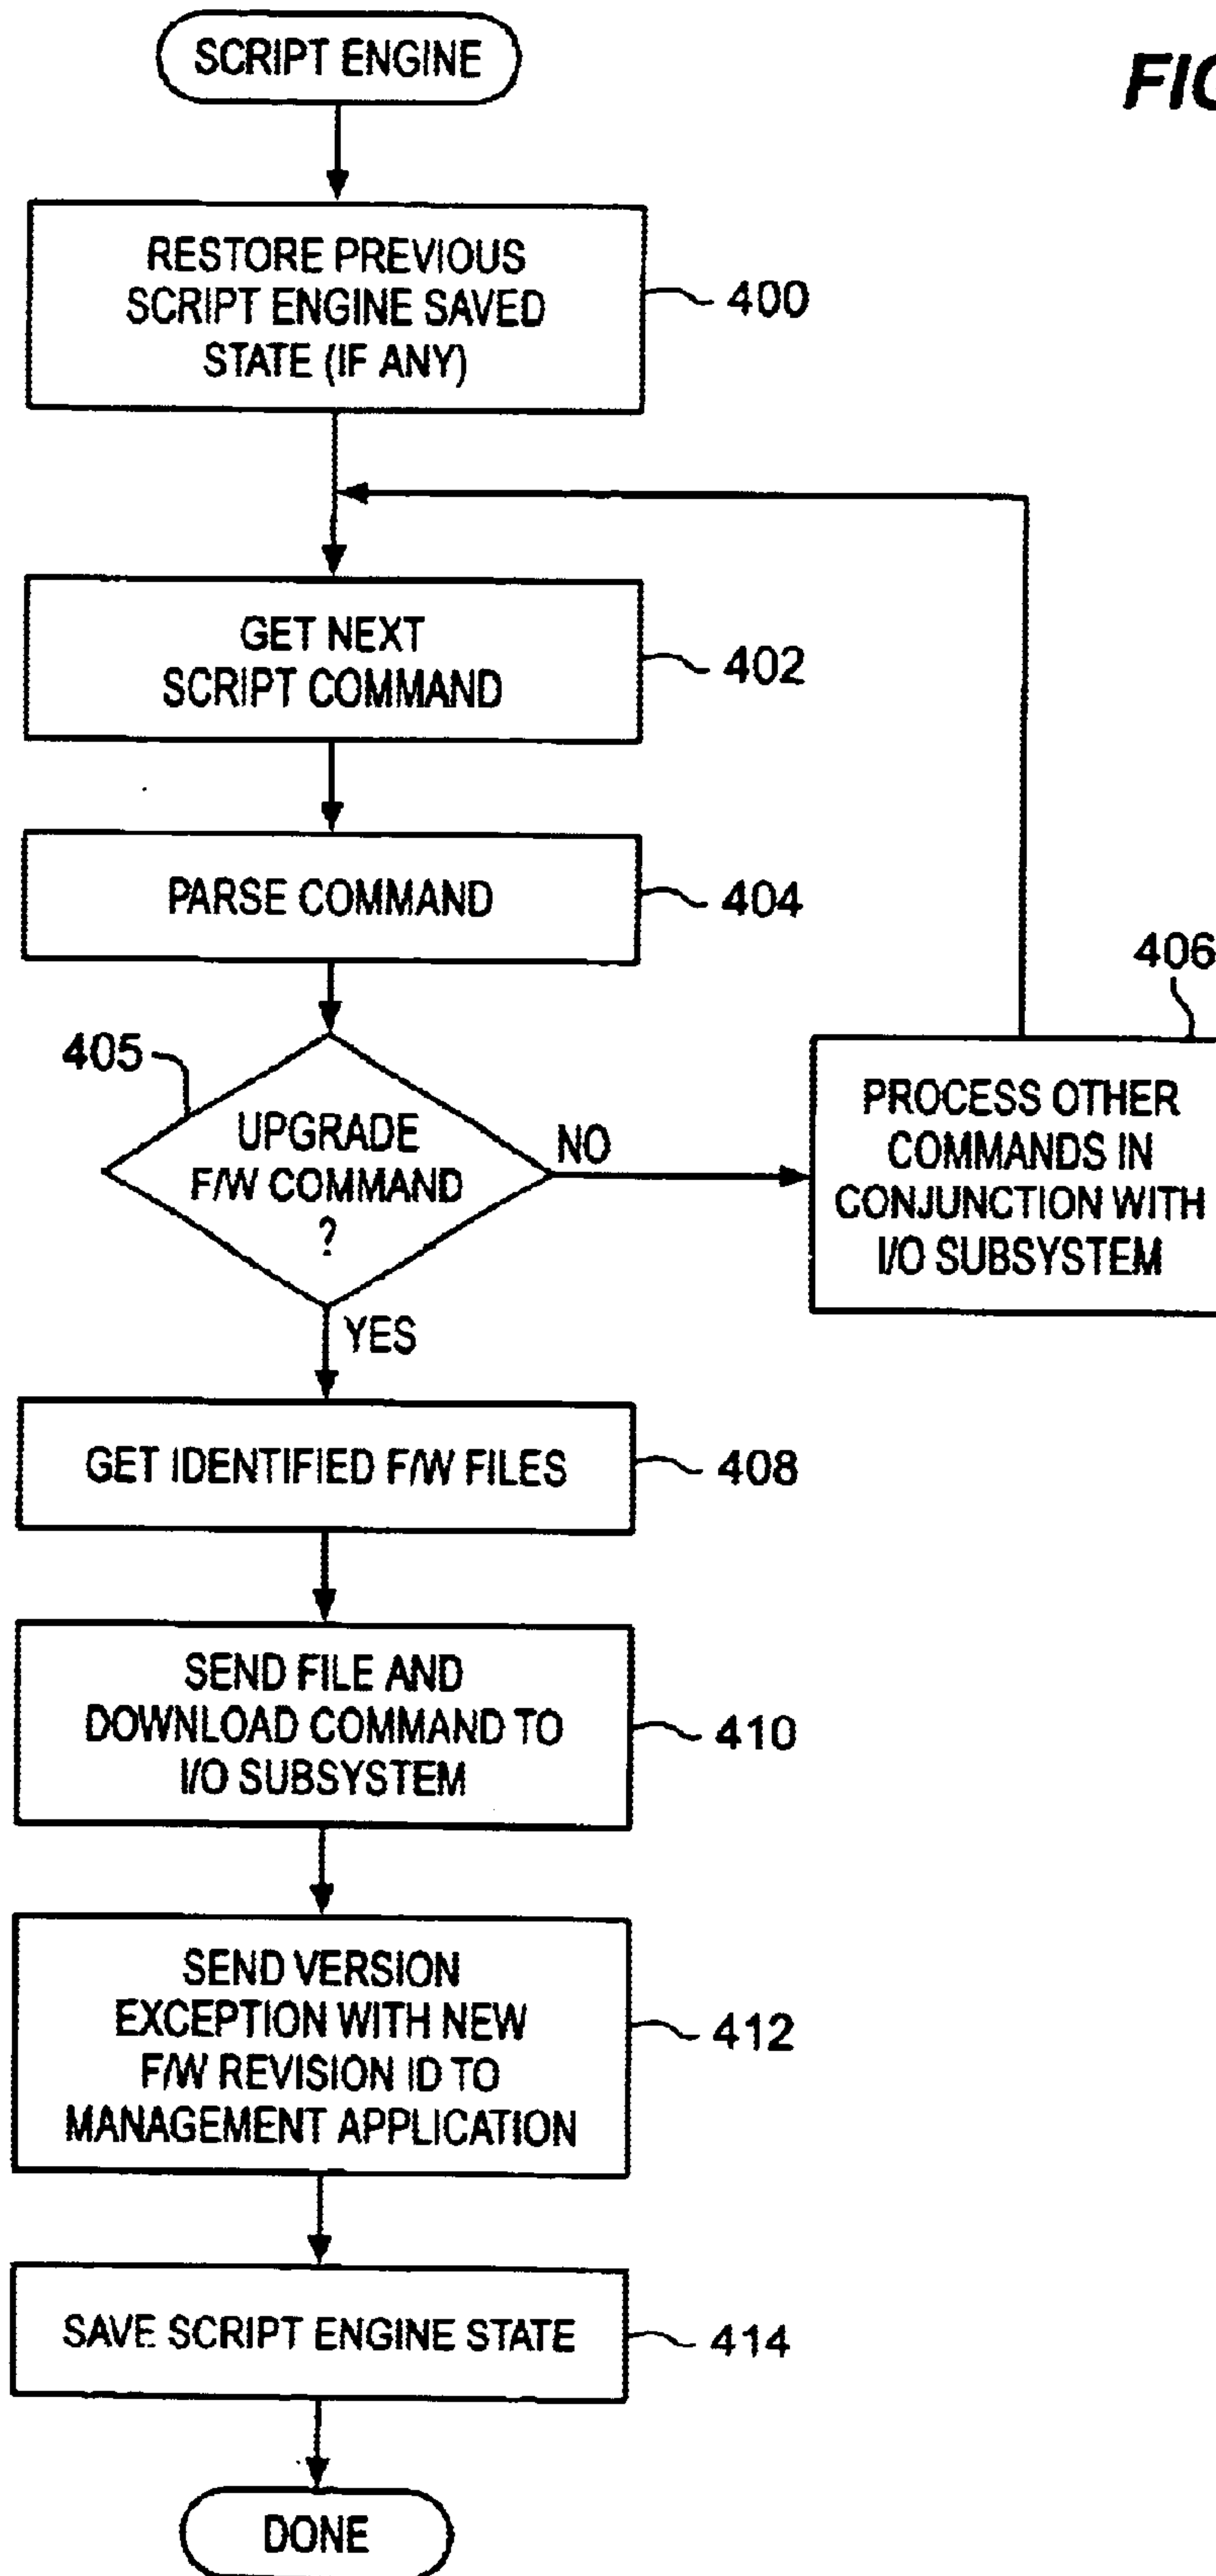 SCRIPT ENGINE
FIG
RESTORE PREVIOUS
SCRIPT ENGINE SAVED
STATE (IF ANY)
400
GET NEXT
SCRIPT COMMAND
402
PARSE COMMAND
404
405
UPGRADE
F/W COMMAND
?
NO
YES
406
PROCESS OTHER
COMMANDS IN
CONJUNCTION WITH
I/O SUBSYSTEM
GET IDENTIFIED F/W FILES
408
SEND FILE AND
DOWNLOAD COMMAND TO
I/O SUBSYSTEM
410
SEND VERSION
EXCEPTION WITH NEW
F/W REVISION ID TO
MANAGEMENT APPLICATION
412
SAVE SCRIPT ENGINE STATE
414
DONE